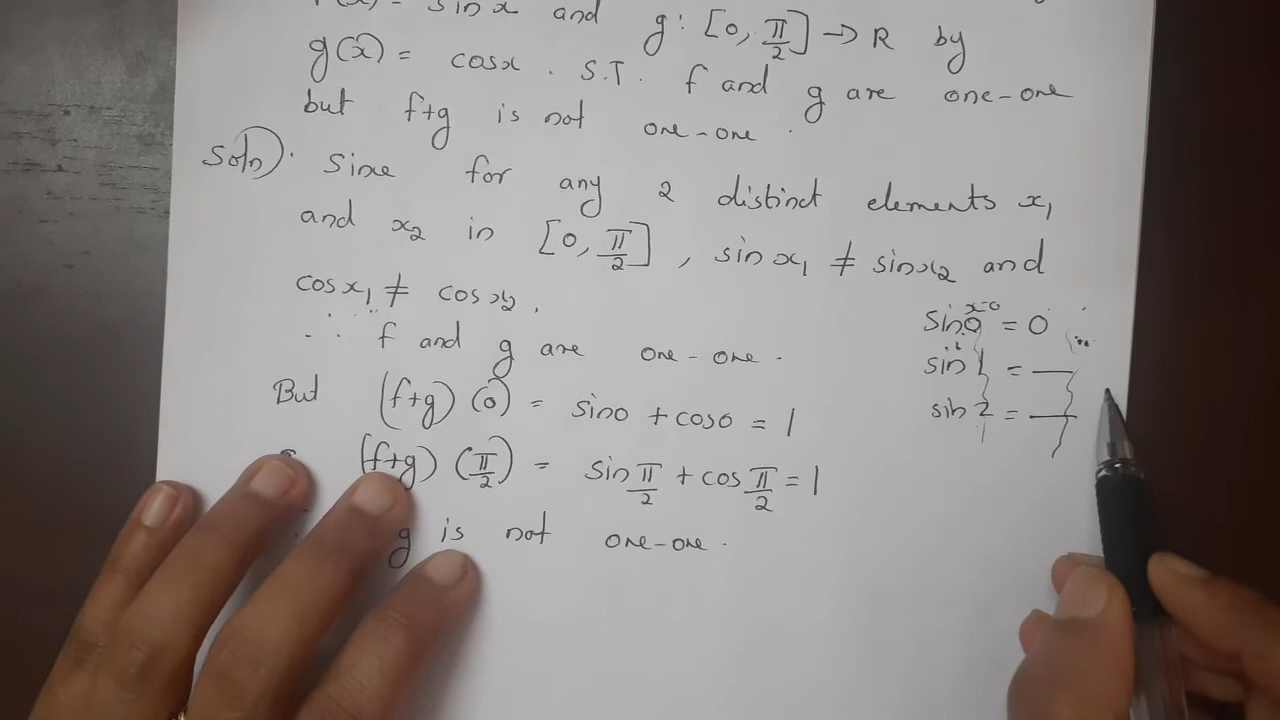 f(x) = sin x and g : [0, π/2] → R by
g(x) = cosx . S.T. f and g are one-one
but f+g is not one-one .
Soln). Since for any 2 distinct elements x₁
and x₂ in [0, π/2] , sin x₁ ≠ sin x₂ and
cos x₁ ≠ cos x₂ .
∴ f and g are one-one .
But (f+g) (0) = sin0 + cos0 = 1
(f+g) (π/2) = sin π/2 + cos π/2 = 1
g is not one-one .
x=0
sin 0 = 0
sin 1 =
sin 2 =